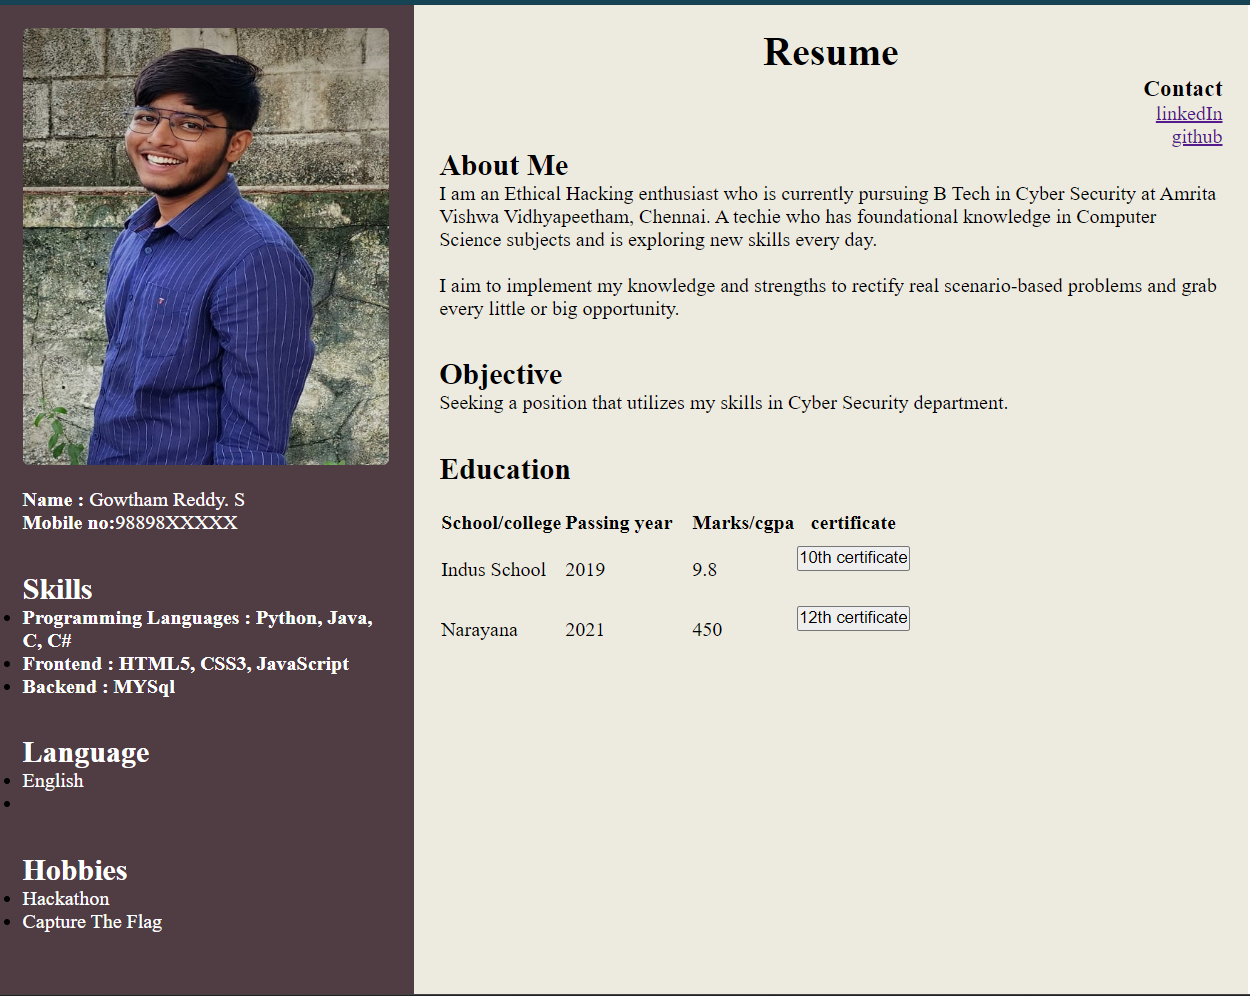 Resume
Contact
linkedIn
github
About Me
I am an Ethical Hacking enthusiast who is currently pursuing B Tech in Cyber Security at Amrita
Vishwa Vidhyapeetham, Chennai. A techie who has foundational knowledge in Computer
Science subjects and is exploring new skills every day.
I aim to implement my knowledge and strengths to rectify real scenario-based problems and grab
every little or big opportunity.
Objective
Seeking a position that utilizes my skills in Cyber Security department.
Education
School/college Passing year Marks/cgpa certificate
Indus School 2019 9.8 10th certificate
Narayana 2021 450 12th certificate
Name : Gowtham Reddy. S
Mobile no:98898XXXXX
Skills
Programming Languages : Python, Java,
C, C#
Frontend : HTML5, CSS3, JavaScript
Backend : MYSql
Language
English
Hobbies
Hackathon
Capture The Flag